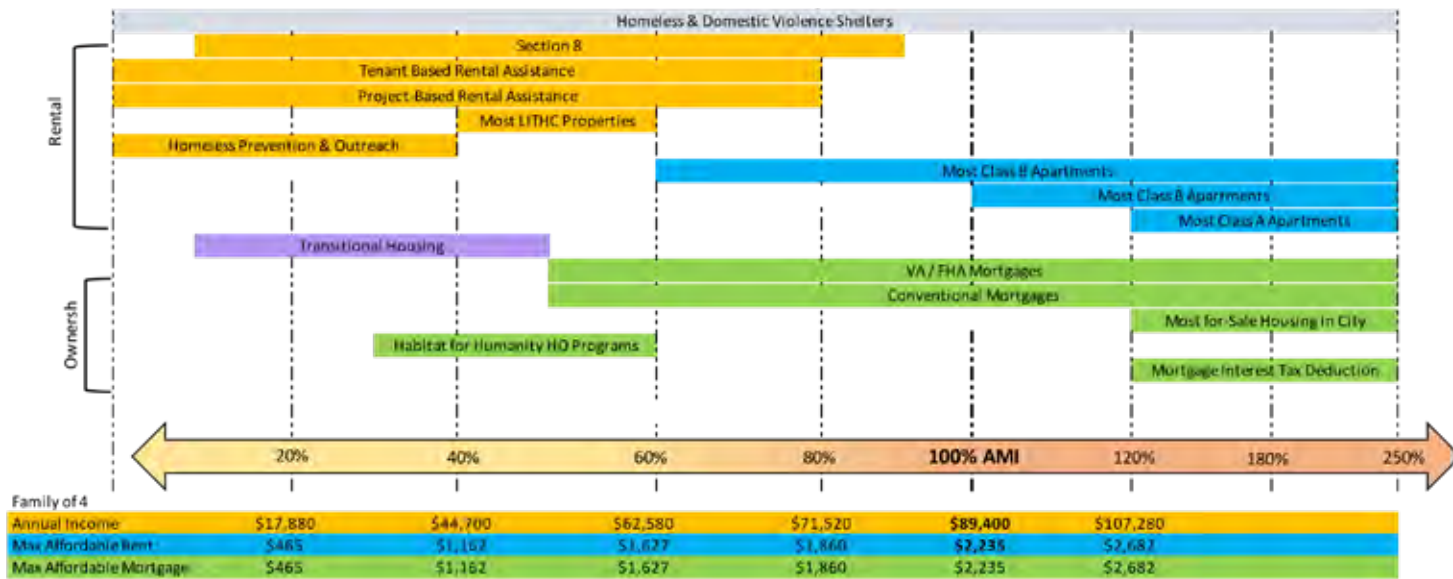 Homeless & Domestic Violence Shelters
Rental
Section 8
Tenant Based Rental Assistance
Project-Based Rental Assistance
Most LITHC Properties
Homeless Prevention & Outreach
Most Class B Apartments
Most Class B Apartments
Most Class A Apartments
Transitional Housing
Ownersh
VA / FHA Mortgages
Conventional Mortgages
Most for-Sale Housing in City
Habitat for Humanity HO Programs
Mortgage Interest Tax Deduction
20% 40% 60% 80% 100% AMI 120% 180% 250%
Family of 4
Annual Income $17,880 $44,700 $62,580 $71,520 $89,400 $107,280
Max Affordable Rent $465 $1,162 $1,627 $1,860 $2,235 $2,682
Max Affordable Mortgage $465 $1,162 $1,627 $1,860 $2,235 $2,682